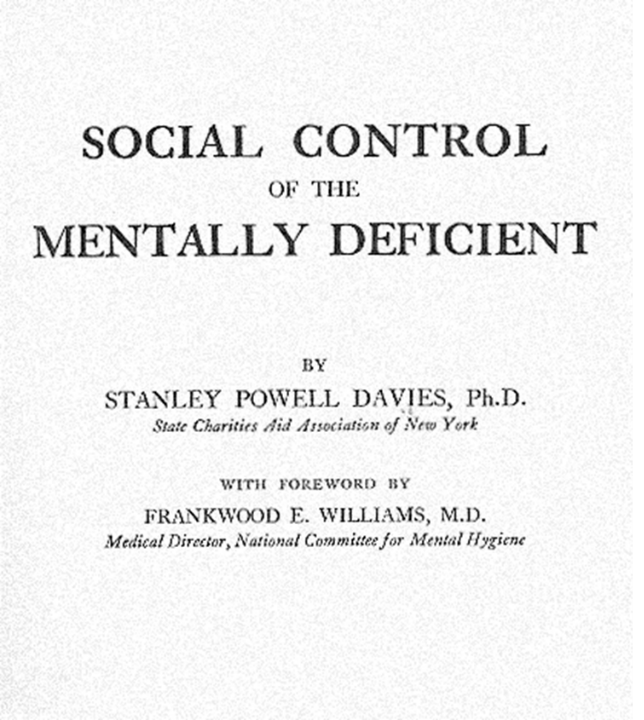 SOCIAL CONTROL
OF THE
MENTALLY DEFICIENT
BY
STANLEY POWELL DAVIES, Ph.D.
State Charities Aid Association of New York
WITH FOREWORD BY
FRANKWOOD E. WILLIAMS, M.D.
Medical Director, National Committee for Mental Hygiene